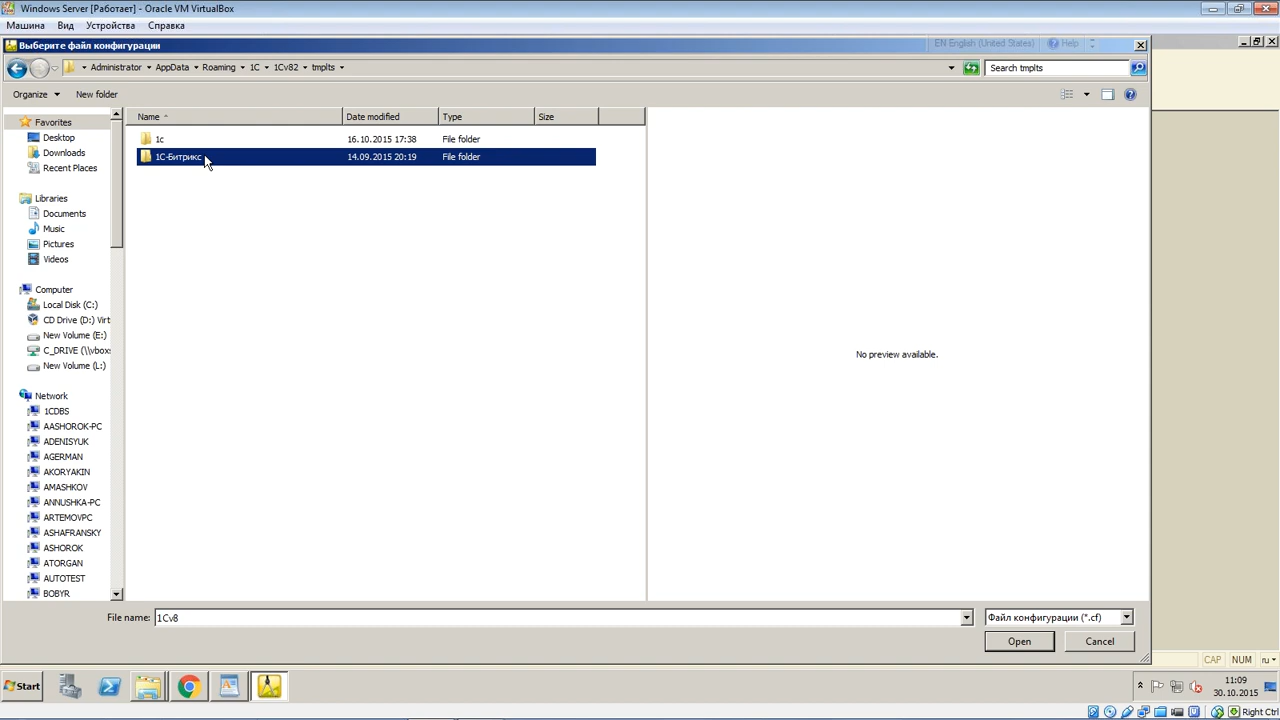 Windows Server [Работает] - Oracle VM VirtualBox
Машина Вид Устройства Справка
Выберите файл конфигурации
EN English (United States) Help
Administrator AppData Roaming 1C 1Cv82 tmplts
Search tmplts
Organize New folder
Name Date modified Type Size
1c 16.10.2015 17:38 File folder
1С-Битрикс 14.09.2015 20:19 File folder
Favorites
Desktop
Downloads
Recent Places
Libraries
Documents
Music
Pictures
Videos
Computer
Local Disk (C:)
CD Drive (D:) Virt
New Volume (E:)
C_DRIVE (\\vbox
New Volume (L:)
Network
1CDBS
AASHOROK-PC
ADENISYUK
AGERMAN
AKORYAKIN
AMASHKOV
ANNUSHKA-PC
ARTEMOVPC
ASHAFRANSKY
ASHOROK
ATORGAN
AUTOTEST
BOBYR
No preview available.
File name: 1Cv8
Файл конфигурации (*.cf)
Open Cancel
CAP NUM ru
Start
11:09
30.10.2015
Right Ctrl